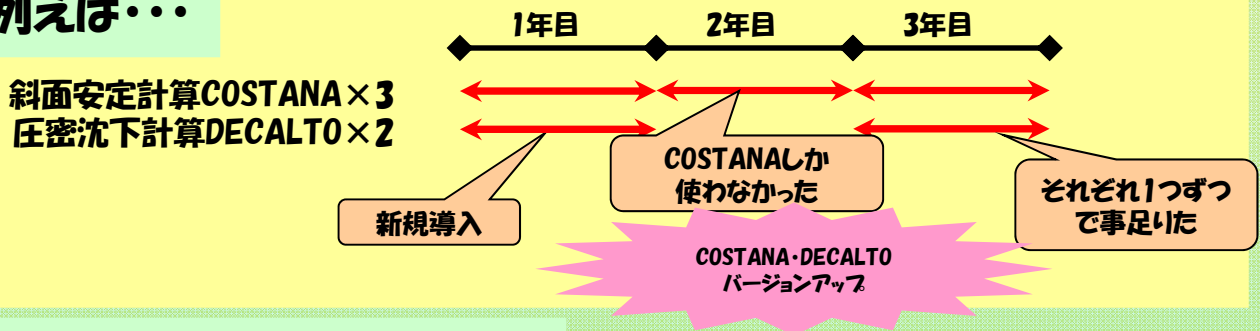 例えば･･･
1年目 2年目 3年目
斜面安定計算COSTANA×3
圧密沈下計算DECALTO×2
新規導入
COSTANAしか
使わなかった
それぞれ1つずつ
で事足りた
COSTANA･DECALTO
バージョンアップ